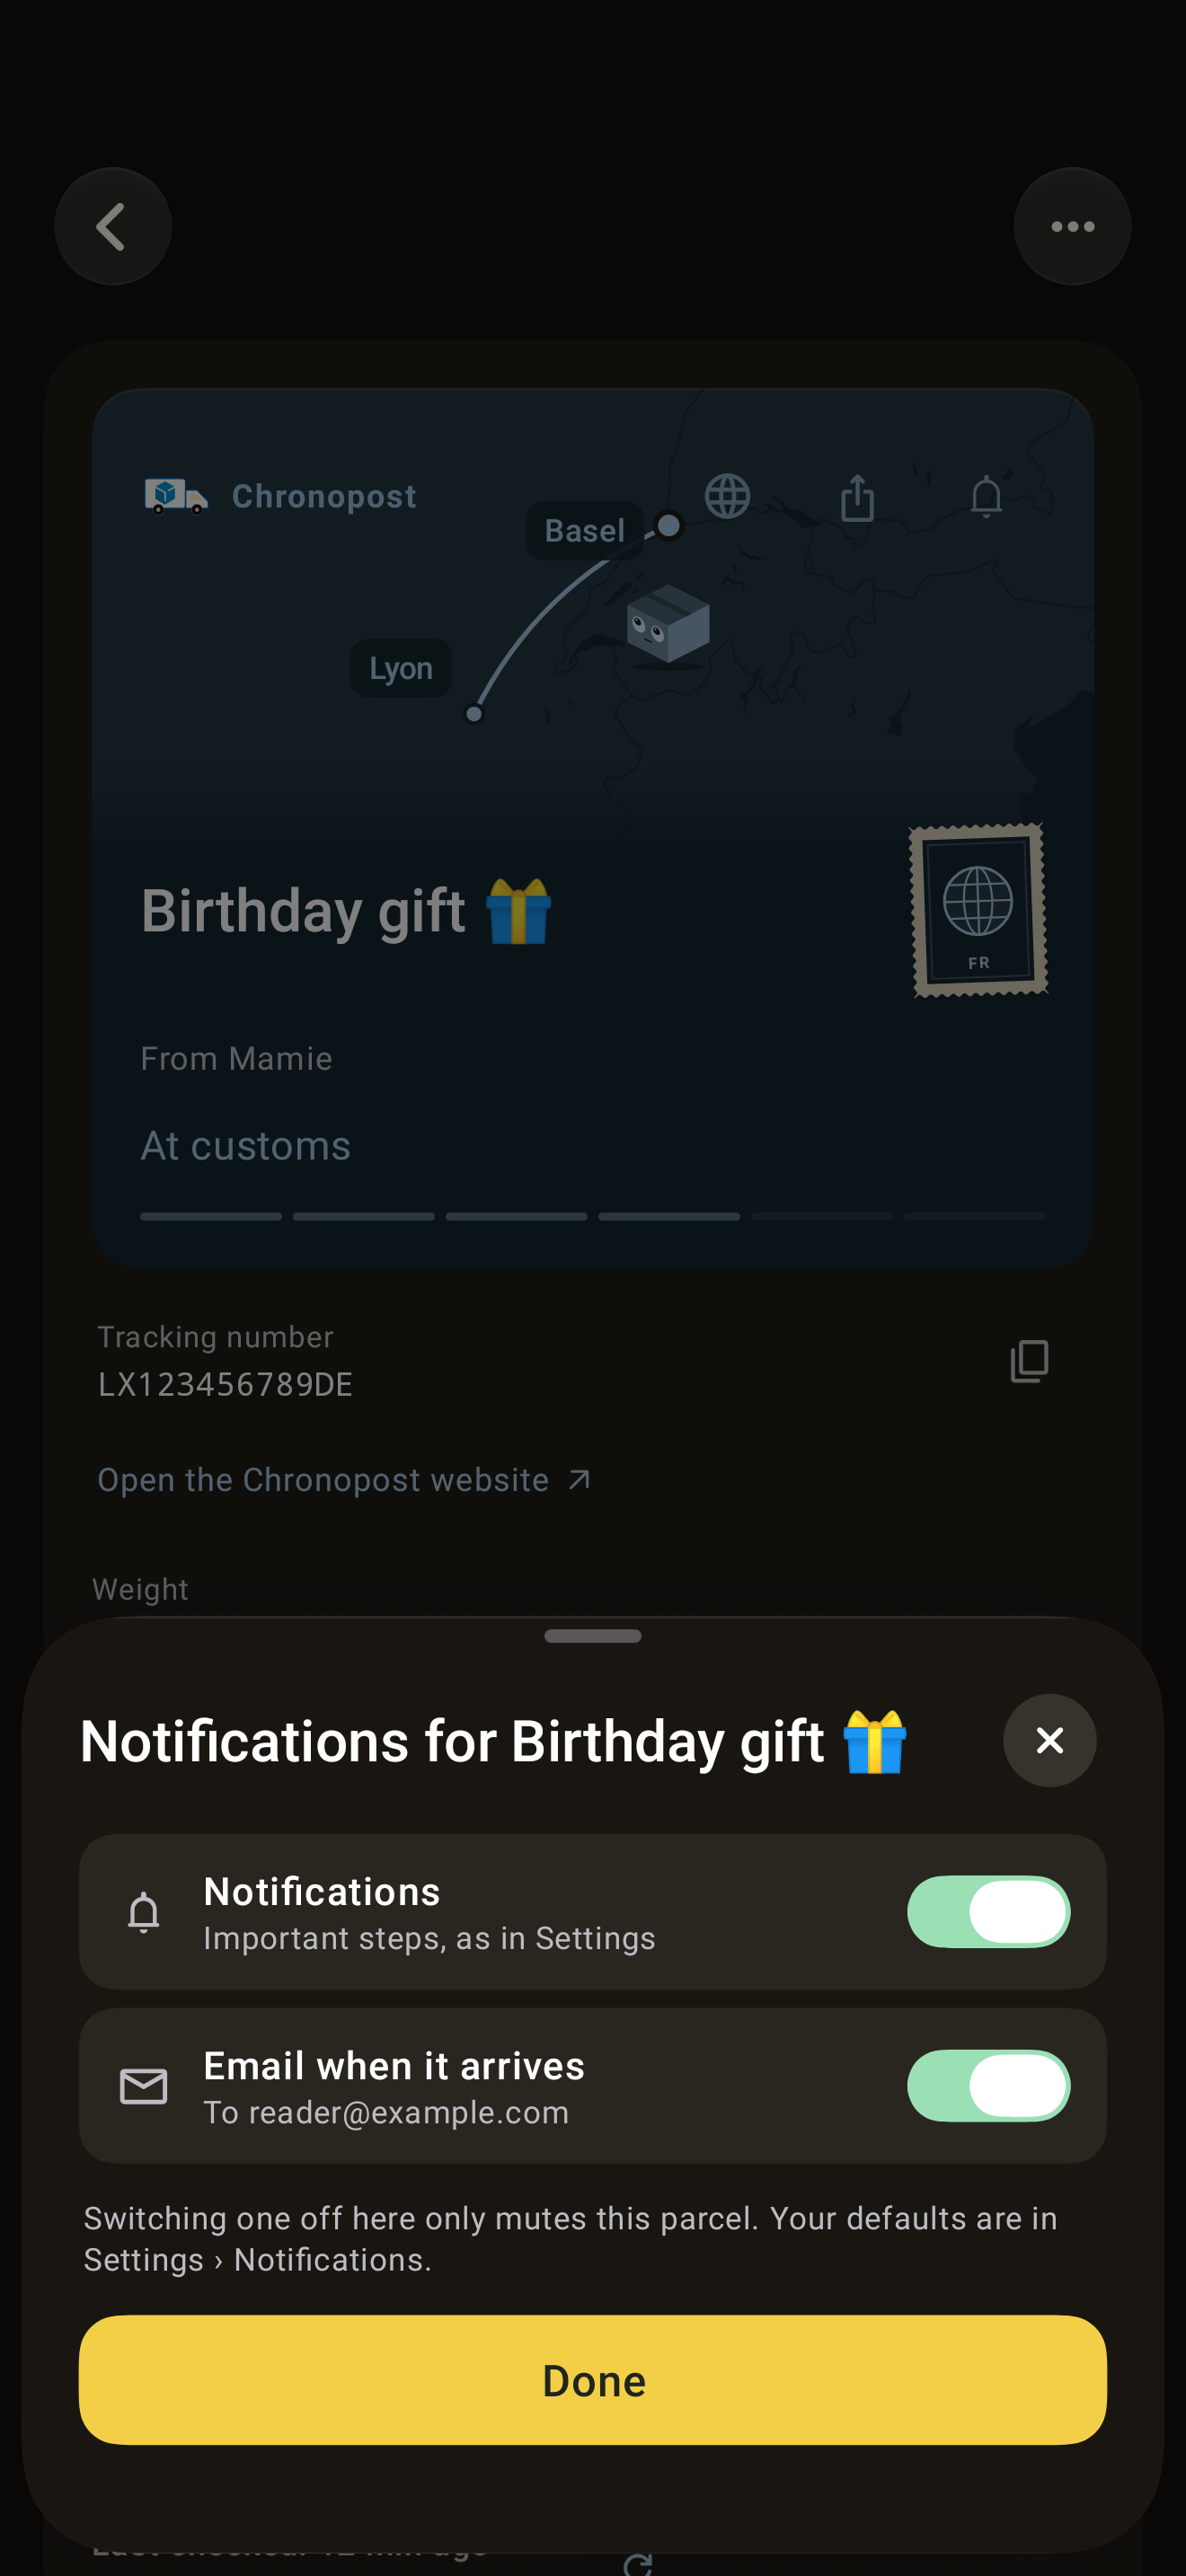 Chronopost
Basel
Lyon
Birthday gift 🎁
FR
From Mamie
At customs
Tracking number
LX123456789DE
Open the Chronopost website ↗
Weight
Notifications for Birthday gift 🎁
Notifications
Important steps, as in Settings
Email when it arrives
To reader@example.com
Switching one off here only mutes this parcel. Your defaults are in
Settings › Notifications.
Done